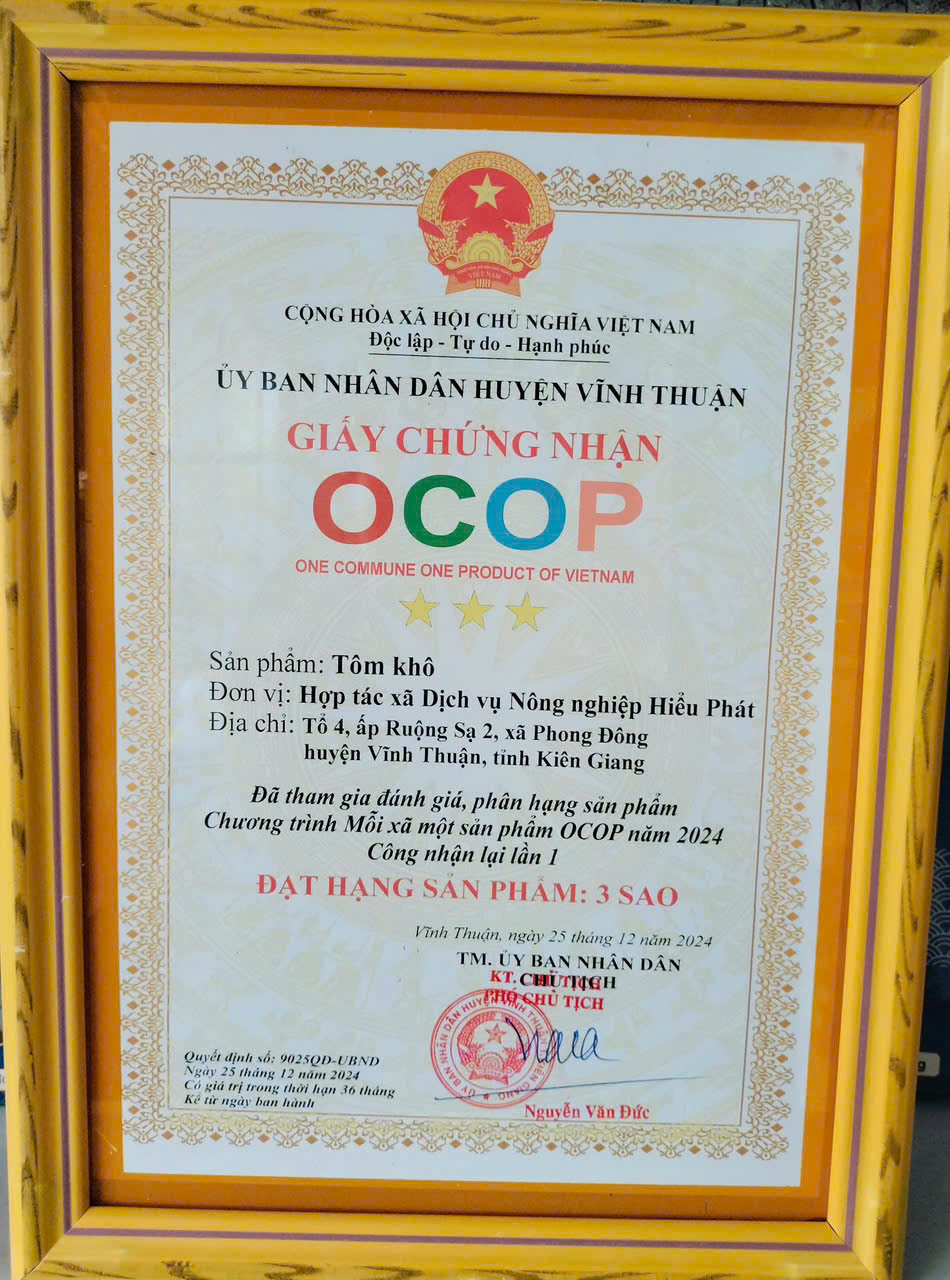 CỘNG HÒA XÃ HỘI CHỦ NGHĨA VIỆT NAM
Độc lập - Tự do - Hạnh phúc
ỦY BAN NHÂN DÂN HUYỆN VĨNH THUẬN
GIẤY CHỨNG NHẬN
OCOP
ONE COMMUNE ONE PRODUCT OF VIETNAM
Sản phẩm: Tôm khô
Đơn vị: Hợp tác xã Dịch vụ Nông nghiệp Hiểu Phát
Địa chỉ: Tổ 4, ấp Ruộng Sạ 2, xã Phong Đông
huyện Vĩnh Thuận, tỉnh Kiên Giang
Đã tham gia đánh giá, phân hạng sản phẩm
Chương trình Mỗi xã một sản phẩm OCOP năm 2024
Công nhận lại lần 1
ĐẠT HẠNG SẢN PHẨM: 3 SAO
Vĩnh Thuận, ngày 25 tháng 12 năm 2024
TM. ỦY BAN NHÂN DÂN
KT. CHỦ TỊCH
PHÓ CHỦ TỊCH
Quyết định số: 9025QĐ-UBND
Ngày 25 tháng 12 năm 2024
Có giá trị trong thời hạn 36 tháng
Kể từ ngày ban hành
Nguyễn Văn Đức